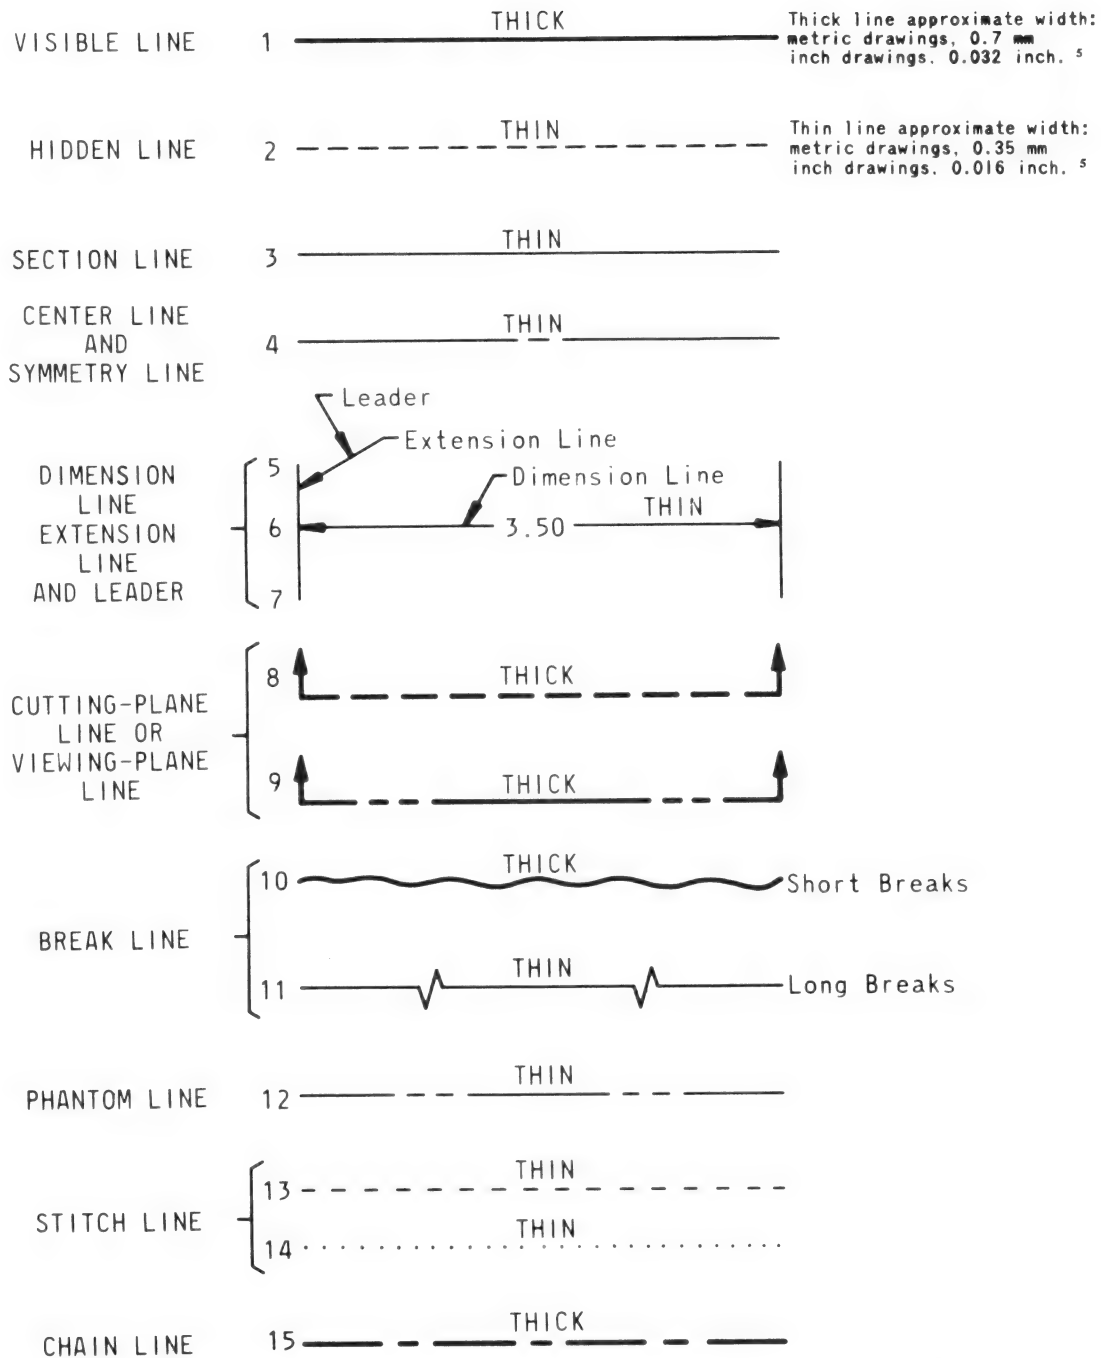 VISIBLE LINE 1 THICK
Thick line approximate width:
metric drawings, 0.7 mm
inch drawings. 0.032 inch. 5
HIDDEN LINE 2 THIN
Thin line approximate width:
metric drawings, 0.35 mm
inch drawings. 0.016 inch. 5
SECTION LINE 3 THIN
CENTER LINE
AND
SYMMETRY LINE
4 THIN
Leader
Extension Line
Dimension Line
DIMENSION
LINE
EXTENSION
LINE
AND LEADER
5
6
7
3.50
THIN
CUTTING-PLANE
LINE OR
VIEWING-PLANE
LINE
8 THICK
9 THICK
BREAK LINE
10 THICK Short Breaks
11 THIN Long Breaks
PHANTOM LINE 12 THIN
STITCH LINE
13 THIN
14 THIN
CHAIN LINE 15 THICK